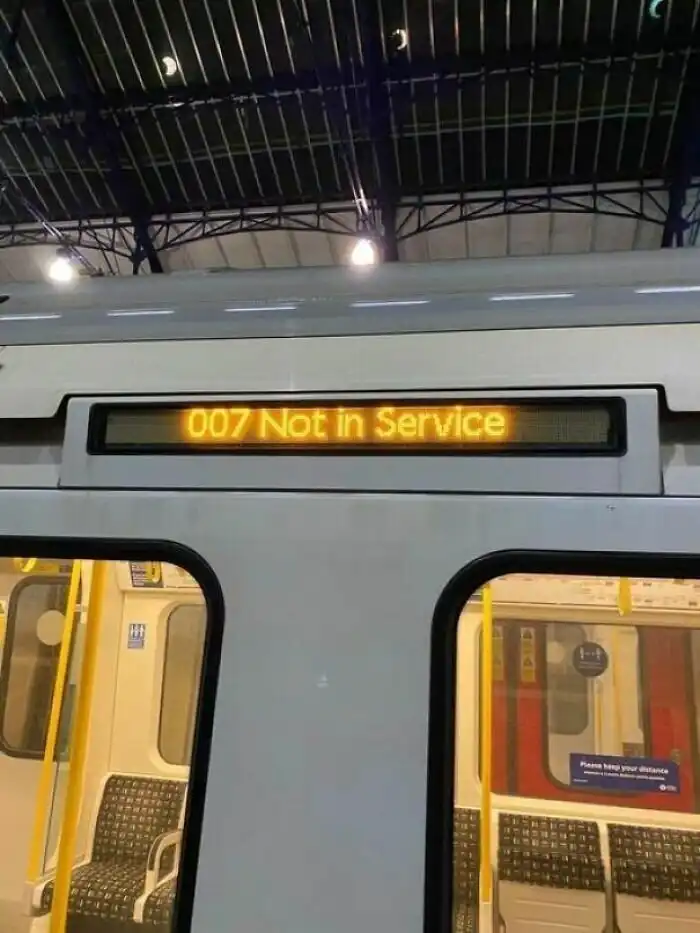 007 Not in Service
Please keep your distance